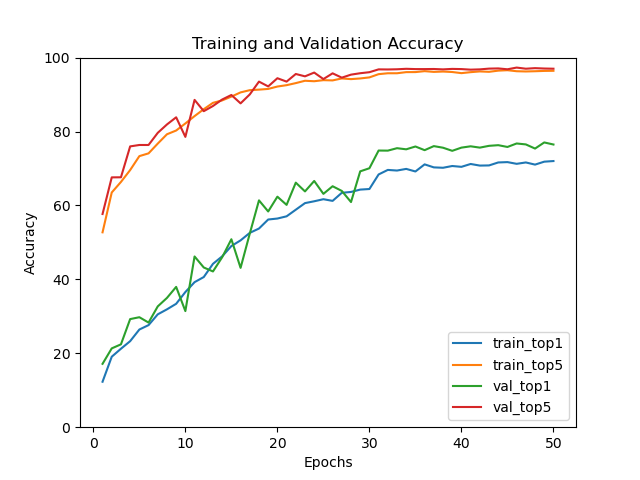 Training and Validation Accuracy
Accuracy
100
80
60
40
20
0
0 10 20 30 40 50
Epochs
train_top1
train_top5
val_top1
val_top5